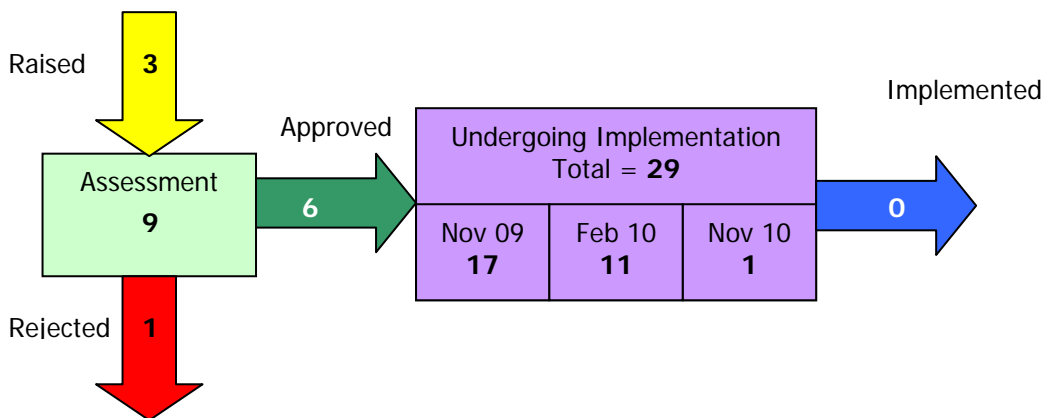 Raised
3
Implemented
Approved
Assessment
9
6
Undergoing Implementation
Total = 29
Nov 09
17
Feb 10
11
Nov 10
1
0
Rejected
1